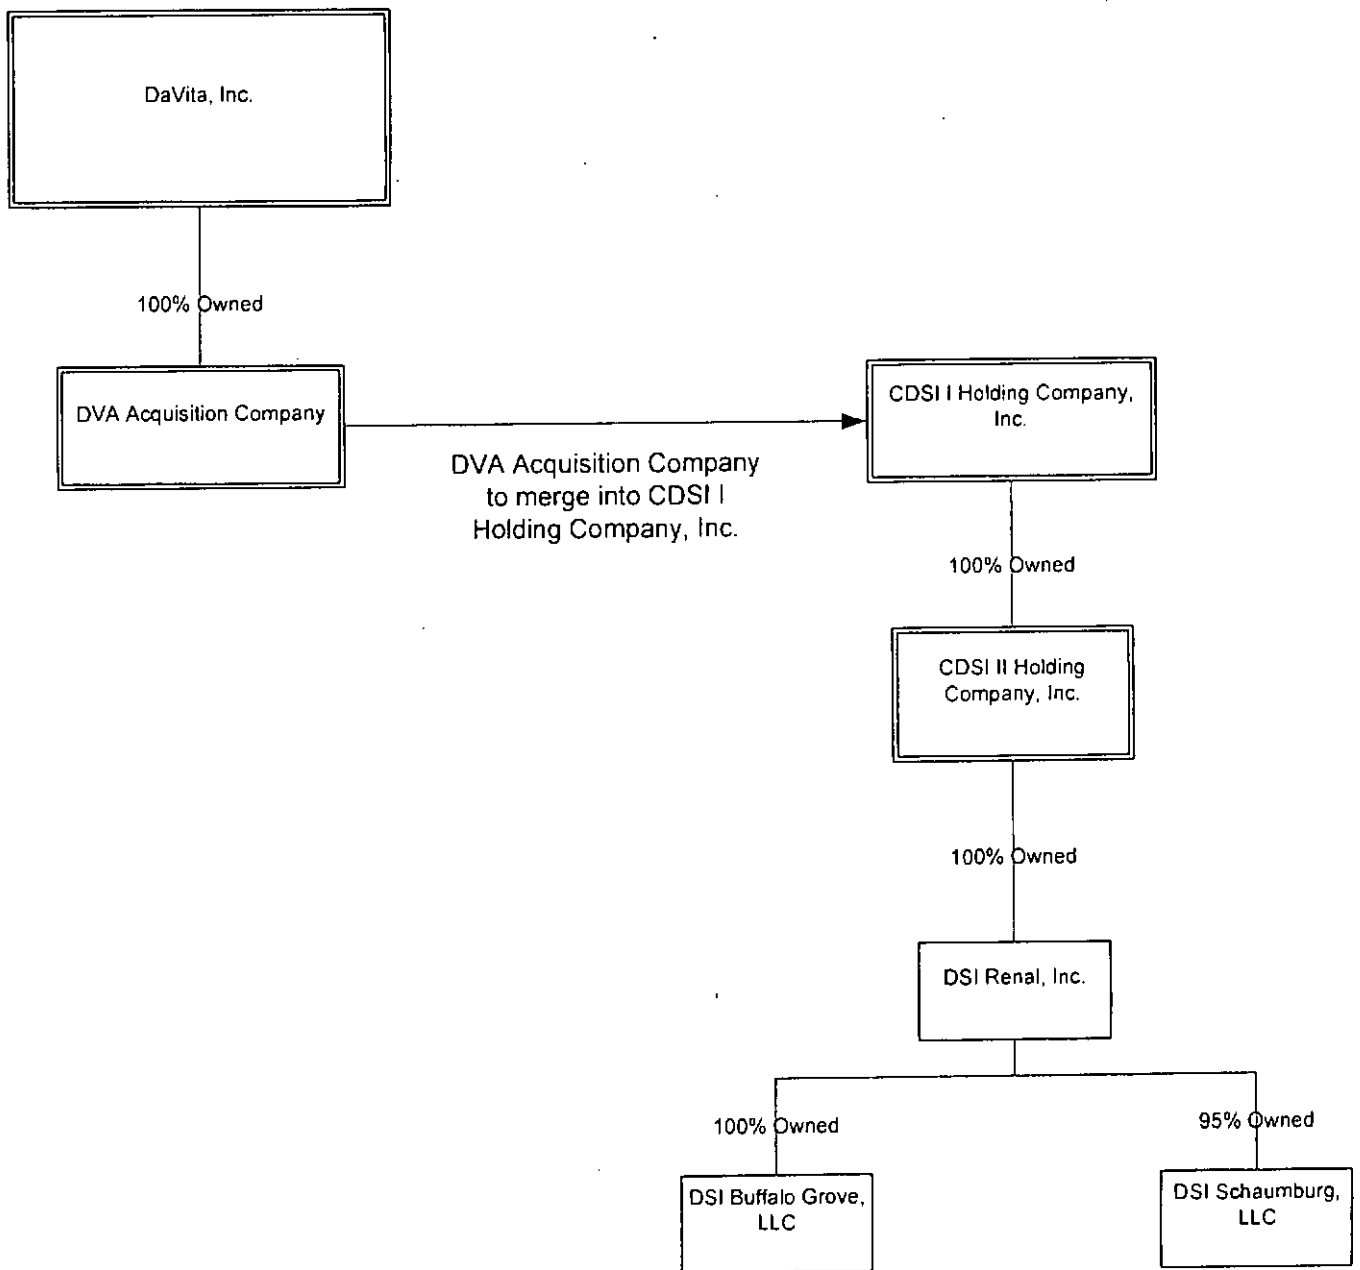 DaVita, Inc.
100% Owned
DVA Acquisition Company
CDSI I Holding Company,
Inc.
DVA Acquisition Company
to merge into CDSI I
Holding Company, Inc.
100% Owned
CDSI II Holding
Company, Inc.
100% Owned
DSI Renal, Inc.
100% Owned
95% Owned
DSI Buffalo Grove,
LLC
DSI Schaumburg,
LLC